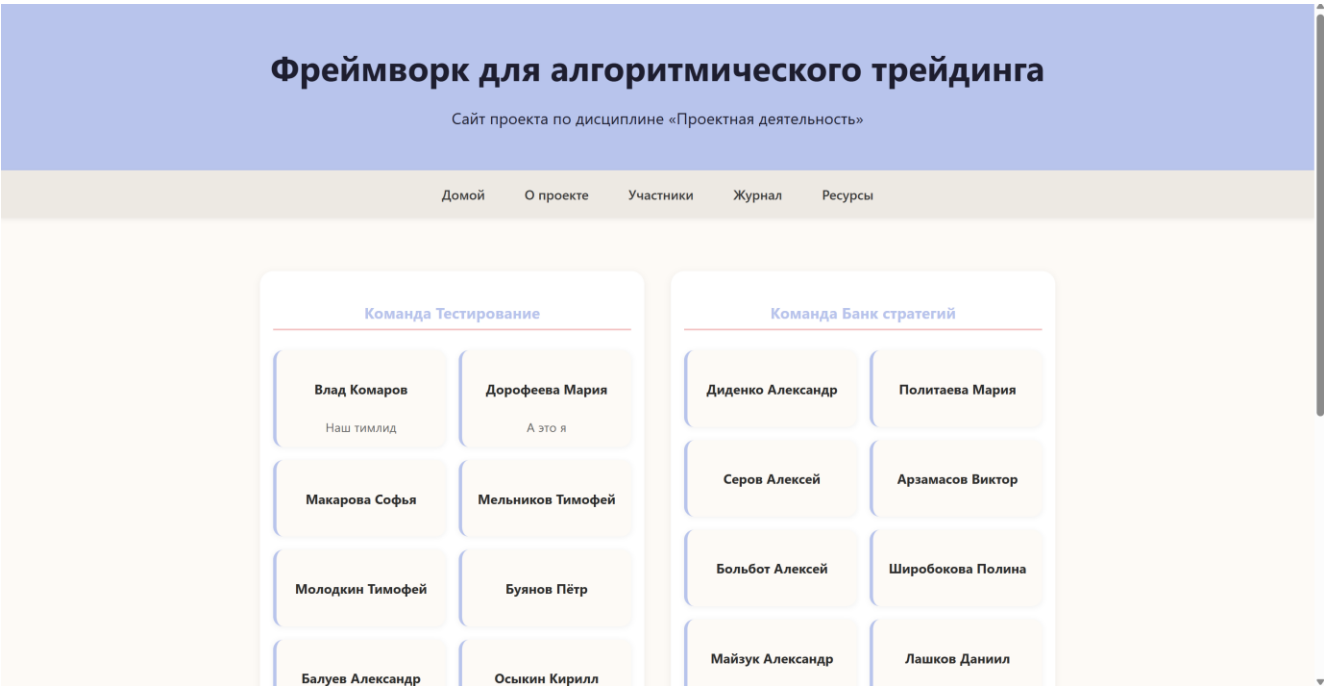 Фреймворк для алгоритмического трейдинга
Сайт проекта по дисциплине «Проектная деятельность»
Домой О проекте Участники Журнал Ресурсы
Команда Тестирование
Влад Комаров Дорофеева Мария
Наш тимлид А это я
Макарова Софья Мельников Тимофей
Молодкин Тимофей Буянов Пётр
Балуев Александр Осыкин Кирилл
Команда Банк стратегий
Диденко Александр Политаева Мария
Серов Алексей Арзамасов Виктор
Больбот Алексей Широбокова Полина
Майзук Александр Лашков Даниил